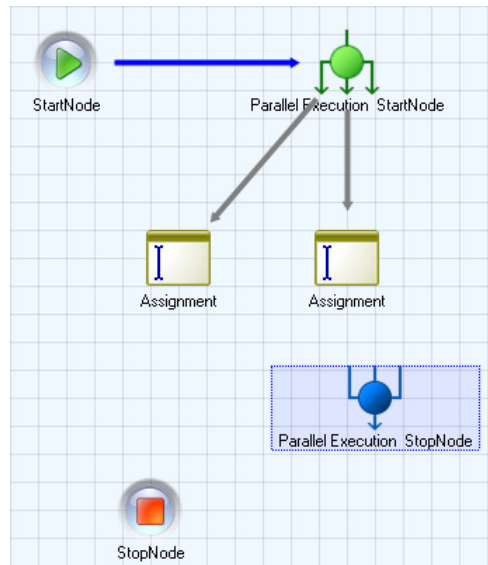 StartNode
Parallel Execution StartNode
Assignment
Assignment
Parallel Execution StopNode
StopNode